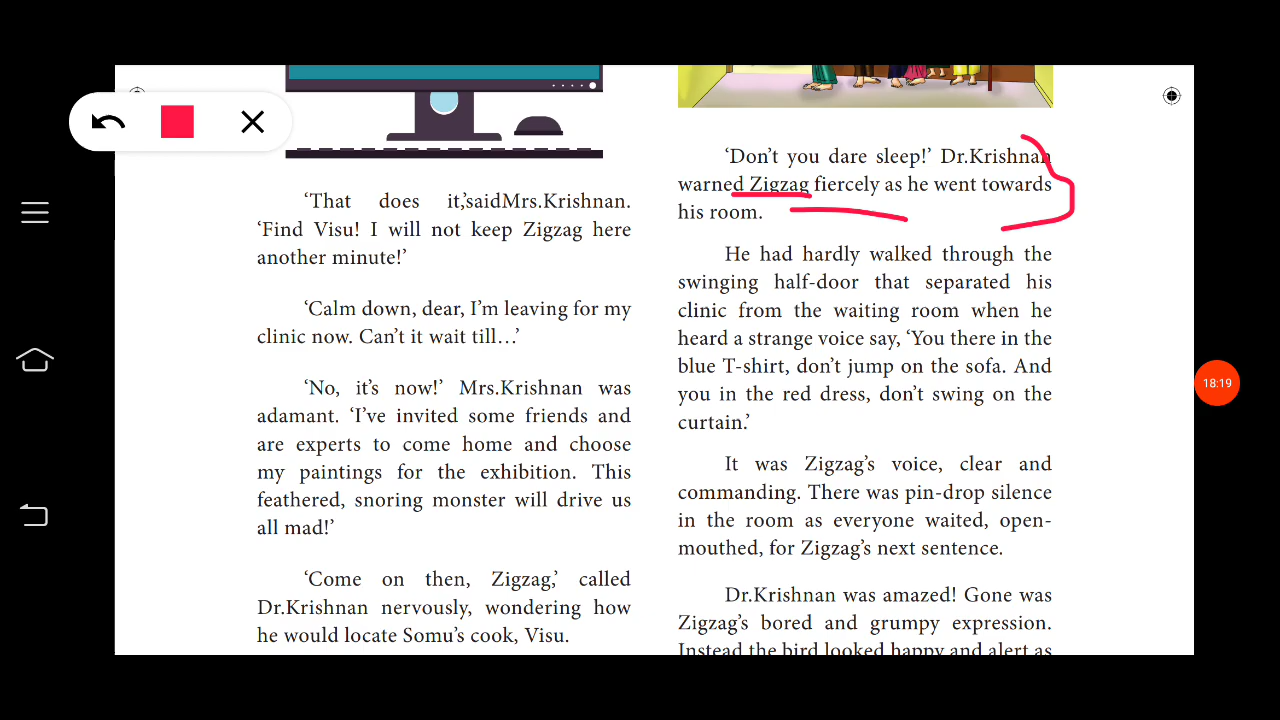 'That does it,'saidMrs.Krishnan.
'Find Visu! I will not keep Zigzag here
another minute!'
'Calm down, dear, I'm leaving for my
clinic now. Can't it wait till…'
'No, it's now!' Mrs.Krishnan was
adamant. 'I've invited some friends and
are experts to come home and choose
my paintings for the exhibition. This
feathered, snoring monster will drive us
all mad!'
'Come on then, Zigzag,' called
Dr.Krishnan nervously, wondering how
he would locate Somu's cook, Visu.
'Don't you dare sleep!' Dr.Krishnan
warned Zigzag fiercely as he went towards
his room.
He had hardly walked through the
swinging half-door that separated his
clinic from the waiting room when he
heard a strange voice say, 'You there in the
blue T-shirt, don't jump on the sofa. And
you in the red dress, don't swing on the
curtain.'
It was Zigzag's voice, clear and
commanding. There was pin-drop silence
in the room as everyone waited, open-
mouthed, for Zigzag's next sentence.
Dr.Krishnan was amazed! Gone was
Zigzag's bored and grumpy expression.
Instead the bird looked happy and alert as
18:19